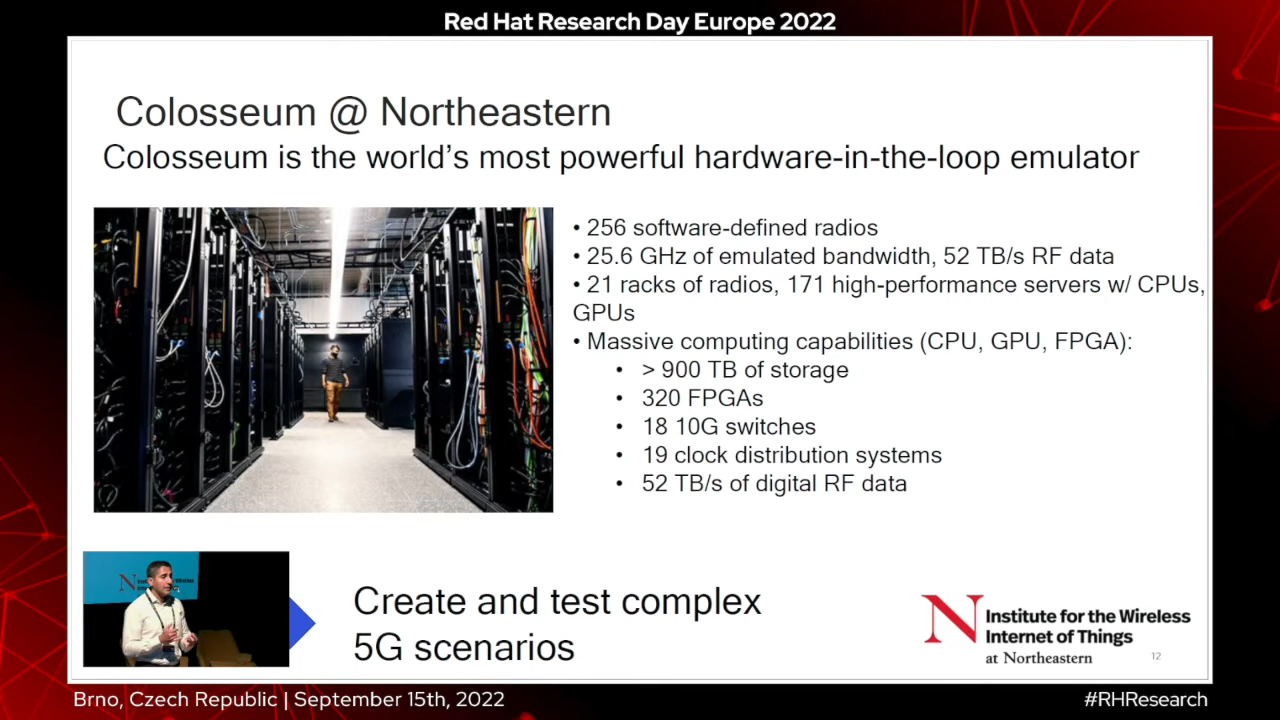 Red Hat Research Day Europe 2022
Colosseum @ Northeastern
Colosseum is the world's most powerful hardware-in-the-loop emulator
• 256 software-defined radios
• 25.6 GHz of emulated bandwidth, 52 TB/s RF data
• 21 racks of radios, 171 high-performance servers w/ CPUs,
GPUs
• Massive computing capabilities (CPU, GPU, FPGA):
• > 900 TB of storage
• 320 FPGAs
• 18 10G switches
• 19 clock distribution systems
• 52 TB/s of digital RF data
Create and test complex
5G scenarios
N
Institute for the Wireless
Internet of Things
at Northeastern
12
Brno, Czech Republic | September 15th, 2022
#RHResearch